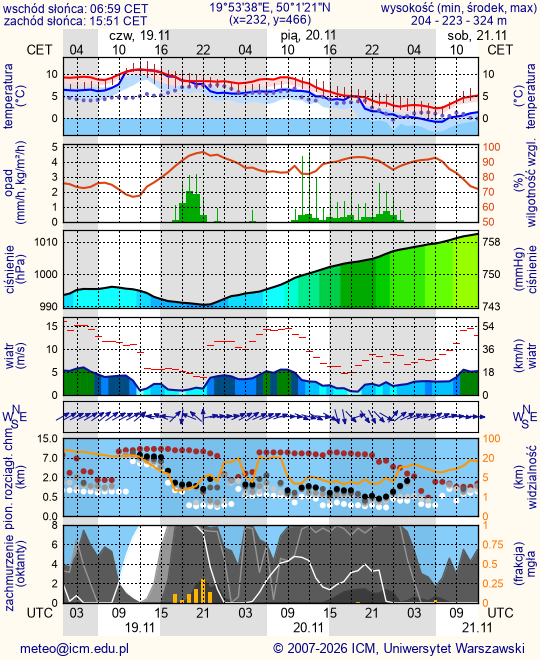 wschód słońca: 06:59 CET
zachód słońca: 15:51 CET
19°53'38"E, 50°1'21"N
(x=232, y=466)
wysokość (min, środek, max)
204 - 223 - 324 m
czw, 19.11 pią, 20.11 sob, 21.11
CET 04 10 16 22 04 10 16 22 04 10 CET
temperatura (°C)
10 10
5 5
0 0
temperatura (°C)
opad (mm/h, kg/m²/h)
5 100
4 90
3 80
2 70
1 60
0 50
(%) wilgotność wzgl.
ciśnienie (hPa)
1010 758
1000 750
990 743
(mmHg) ciśnienie
wiatr (m/s)
15 54
10 36
5 18
0 0
(km/h) wiatr
N W E S
N W E S
pion. rozciągł. chm. (km)
15.0 100
7.0 20
2.0 5
0.5 1
0.0 0
(km) widzialność
zachmurzenie (oktanty)
8 1
6 0.75
4 0.5
2 0.25
0 0
(frakcja) mgła
UTC 03 09 15 21 03 09 15 21 03 09 UTC
19.11 20.11 21.11
meteo@icm.edu.pl
© 2007-2026 ICM, Uniwersytet Warszawski